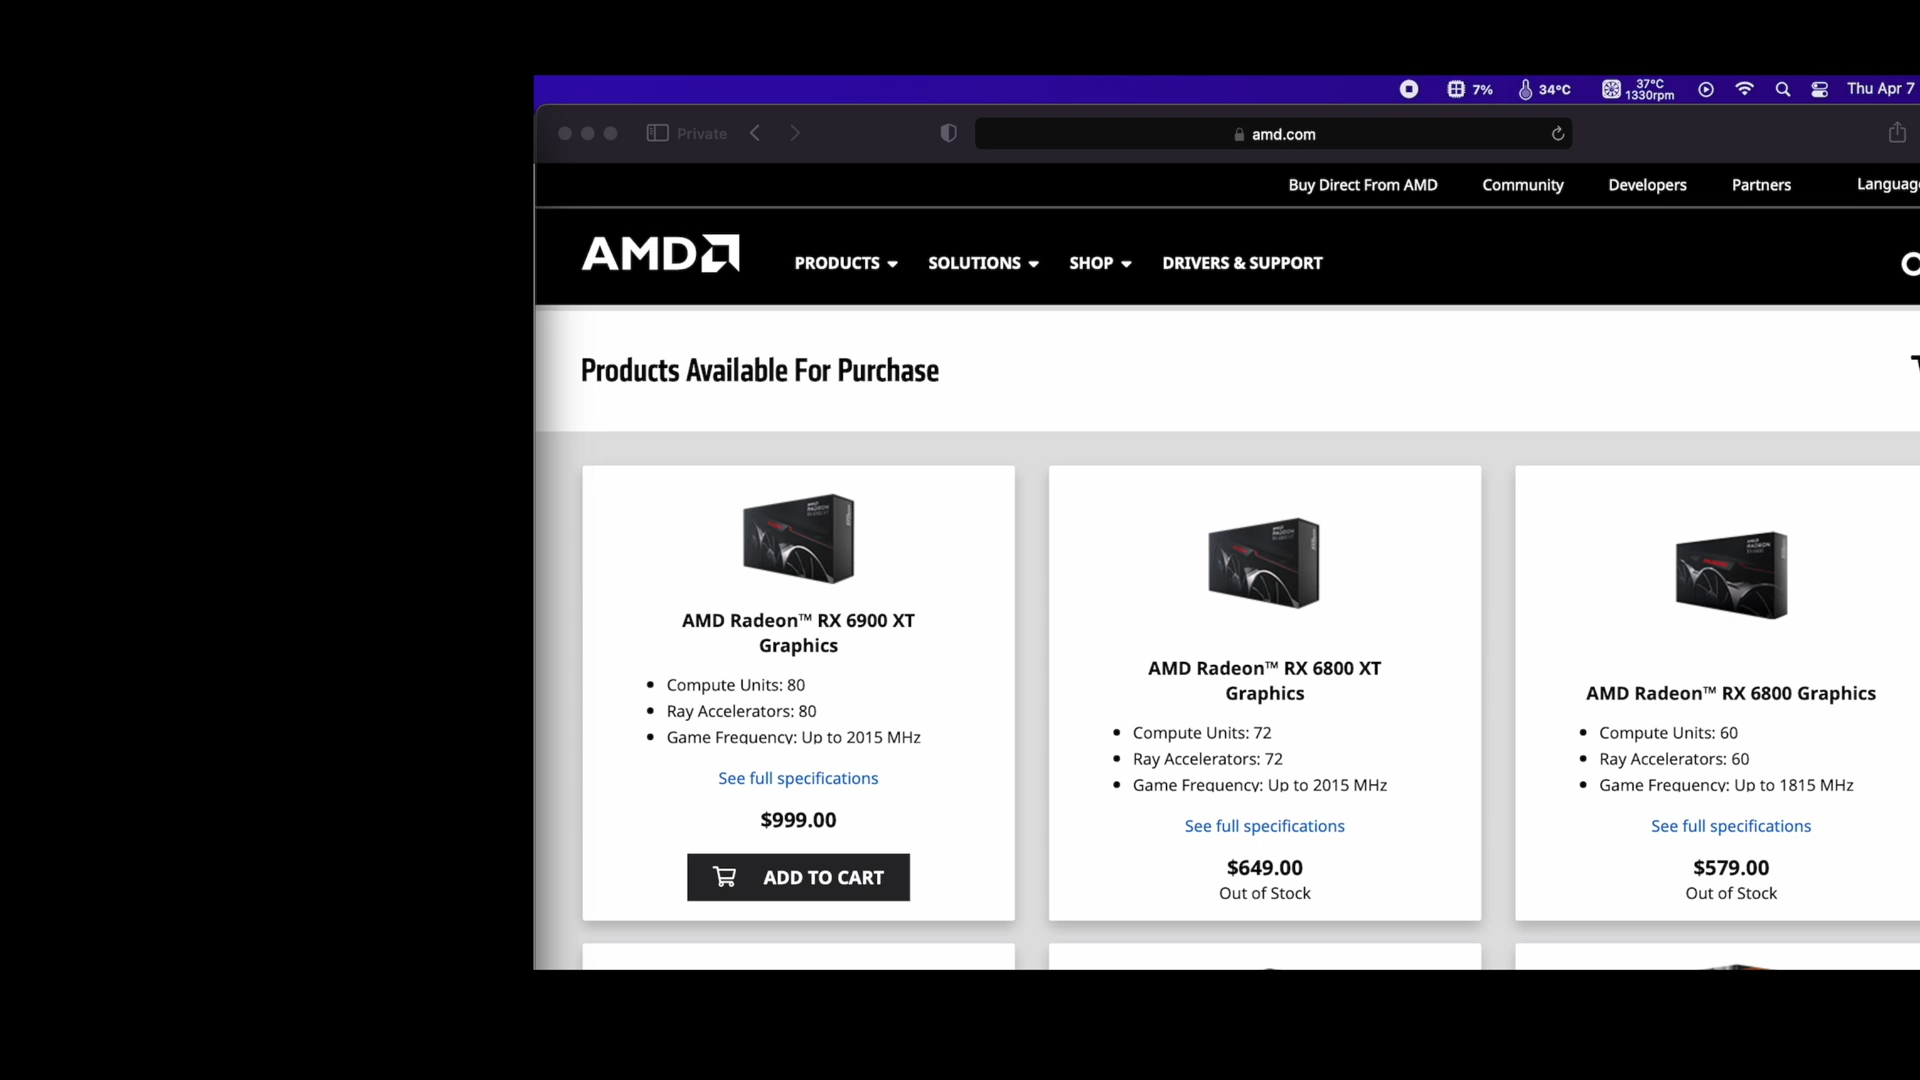 7%
34°C
37°C
1330rpm
Thu Apr 7
Private
amd.com
Buy Direct From AMD
Community
Developers
Partners
Languag
AMD
PRODUCTS
SOLUTIONS
SHOP
DRIVERS & SUPPORT
Products Available For Purchase
AMD Radeon™ RX 6900 XT
Graphics
Compute Units: 80
Ray Accelerators: 80
Game Frequency: Up to 2015 MHz
See full specifications
$999.00
ADD TO CART
AMD Radeon™ RX 6800 XT
Graphics
Compute Units: 72
Ray Accelerators: 72
Game Frequency: Up to 2015 MHz
See full specifications
$649.00
Out of Stock
AMD Radeon™ RX 6800 Graphics
Compute Units: 60
Ray Accelerators: 60
Game Frequency: Up to 1815 MHz
See full specifications
$579.00
Out of Stock